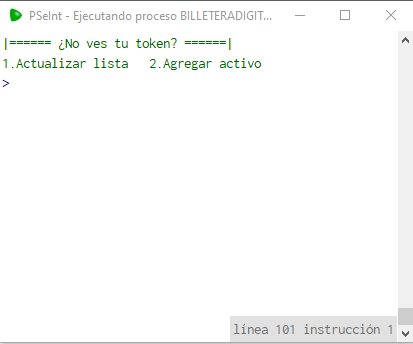 PSeInt - Ejecutando proceso BILLETERADIGIT...
|====== ¿No ves tu token? ======|
1.Actualizar lista   2.Agregar activo
>
línea 101 instrucción 1